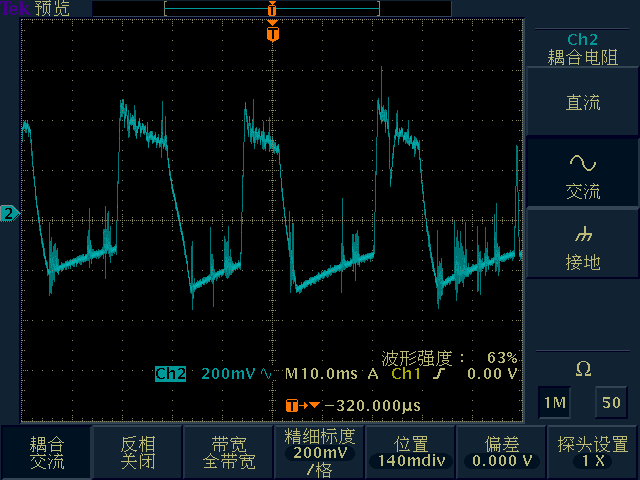 Tek 预览
T
T
Ch2
耦合电阻
直流
2
交流
接地
波形强度： 63%
Ch2 200mV M 10.0ms A Ch1 0.00 V
Ω
T -320.000µs
1M 50
耦合
交流
反相
关闭
带宽
全带宽
精细标度
200mV
/格
位置
140mdiv
偏差
0.000 V
探头设置
1 X